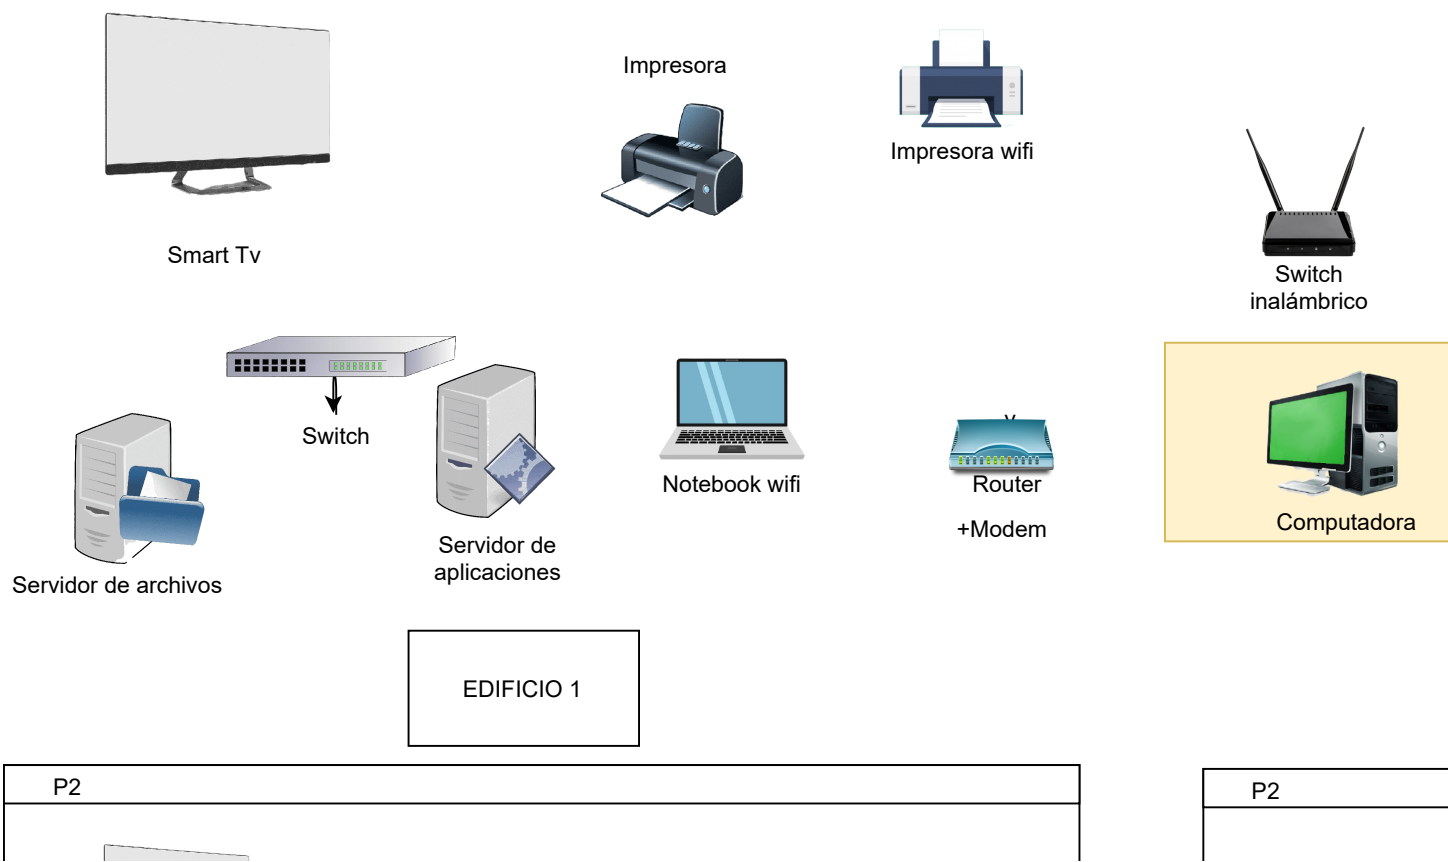 Impresora
Impresora wifi
Smart Tv
Switch
inalámbrico
Switch
Notebook wifi
Router
+Modem
Computadora
Servidor de
aplicaciones
Servidor de archivos
EDIFICIO 1
P2
P2